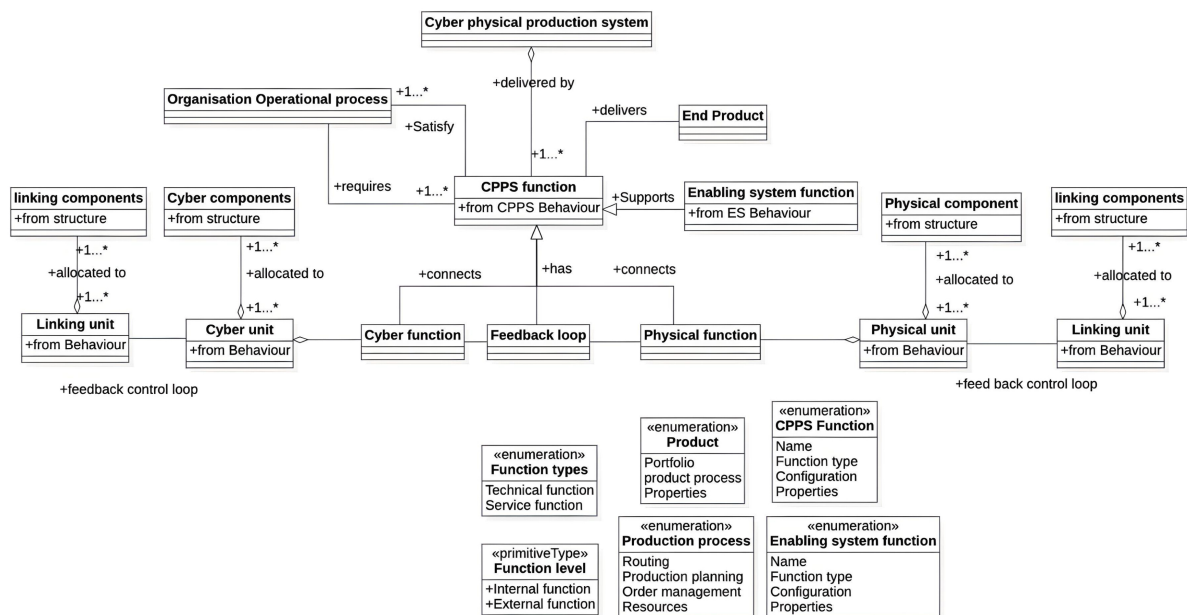 Cyber physical production system
+delivered by
Organisation Operational process
+1...*
+Satisfy
+delivers
End Product
+1...*
+requires
+1...*
CPPS function
+from CPPS Behaviour
+Supports
Enabling system function
+from ES Behaviour
linking components
+from structure
Cyber components
+from structure
Physical component
+from structure
linking components
+from structure
+1...*
+allocated to
+1...*
+1...*
+allocated to
+1...*
+connects
+has
+connects
+1...*
+allocated to
+1...*
+1...*
+allocated to
+1...*
Linking unit
+from Behaviour
Cyber unit
+from Behaviour
Cyber function
Feedback loop
Physical function
Physical unit
+from Behaviour
Linking unit
+from Behaviour
+feedback control loop
+feed back control loop
«enumeration»
Function types
Technical function
Service function
«enumeration»
Product
Portfolio
product process
Properties
«enumeration»
CPPS Function
Name
Function type
Configuration
Properties
«primitiveType»
Function level
+Internal function
+External function
«enumeration»
Production process
Routing
Production planning
Order management
Resources
«enumeration»
Enabling system function
Name
Function type
Configuration
Properties